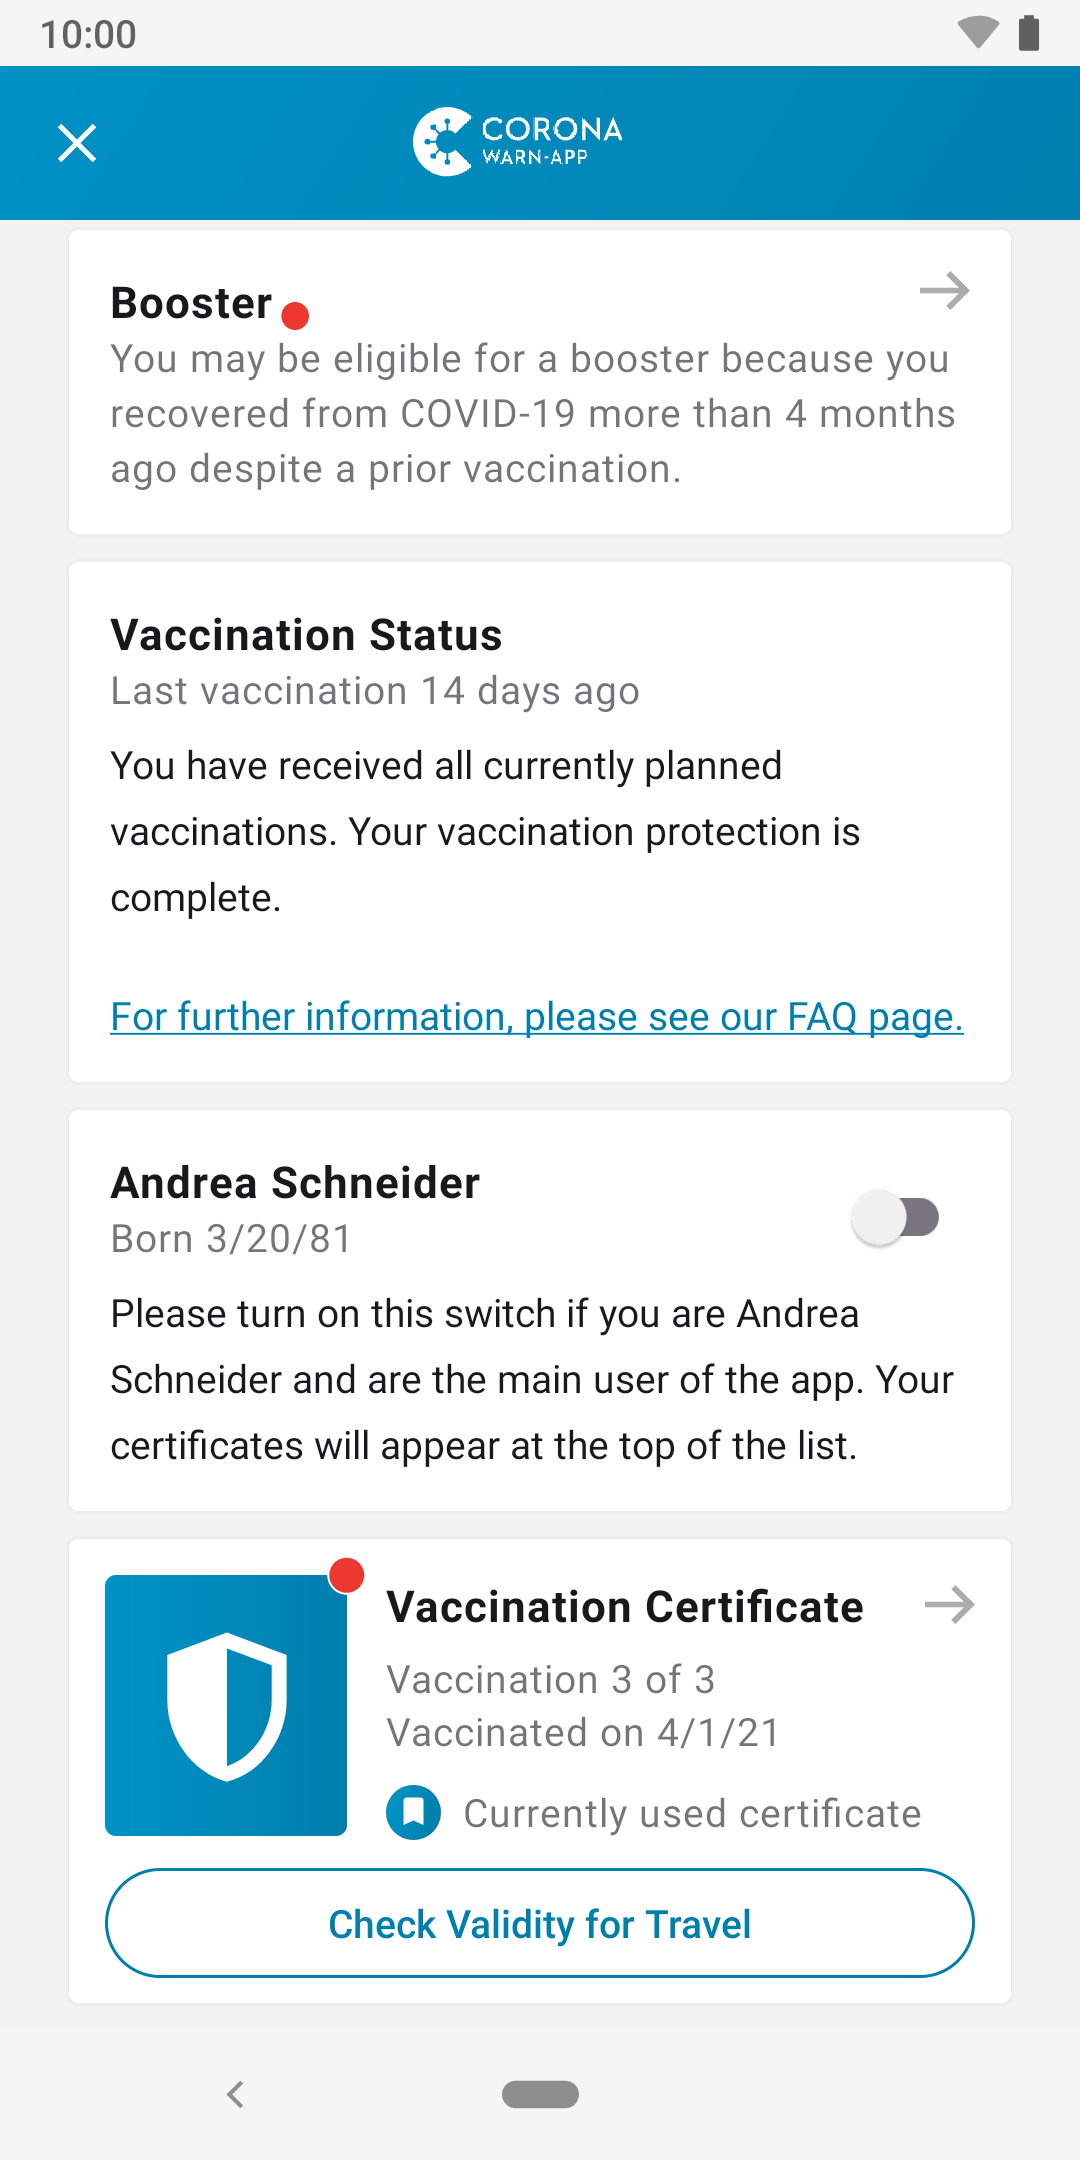 10:00
CORONA
WARN-APP
Booster
You may be eligible for a booster because you
recovered from COVID-19 more than 4 months
ago despite a prior vaccination.
Vaccination Status
Last vaccination 14 days ago
You have received all currently planned
vaccinations. Your vaccination protection is
complete.
For further information, please see our FAQ page.
Andrea Schneider
Born 3/20/81
Please turn on this switch if you are Andrea
Schneider and are the main user of the app. Your
certificates will appear at the top of the list.
Vaccination Certificate
Vaccination 3 of 3
Vaccinated on 4/1/21
Currently used certificate
Check Validity for Travel